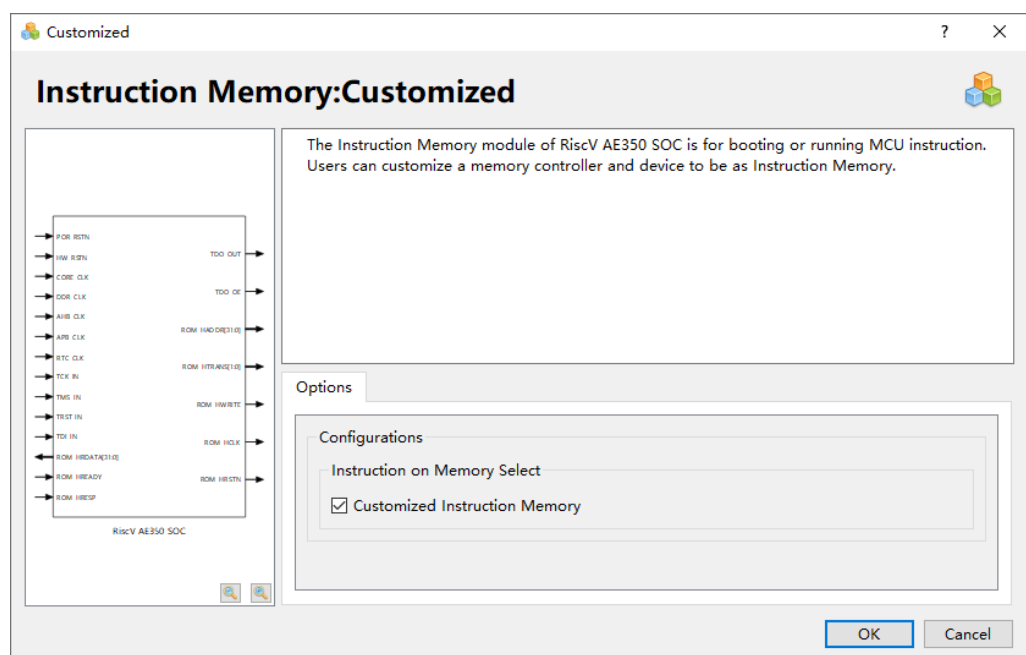 Customized
?
Instruction Memory:Customized
The Instruction Memory module of RiscV AE350 SOC is for booting or running MCU instruction.
Users can customize a memory controller and device to be as Instruction Memory.
POR RSTN
HW RSTN
CORE CLK
DDR CLK
AHB CLK
APB CLK
RTC CLK
TCK IN
TMS IN
TRST IN
TDI IN
ROM HRDATA[31:0]
ROM HREADY
ROM HRESP
TDO OUT
TDO OE
ROM HADDR[31:0]
ROM HTRANS[1:0]
ROM HWRITE
ROM HCLK
ROM HRSTN
RiscV AE350 SOC
Options
Configurations
Instruction on Memory Select
Customized Instruction Memory
OK
Cancel